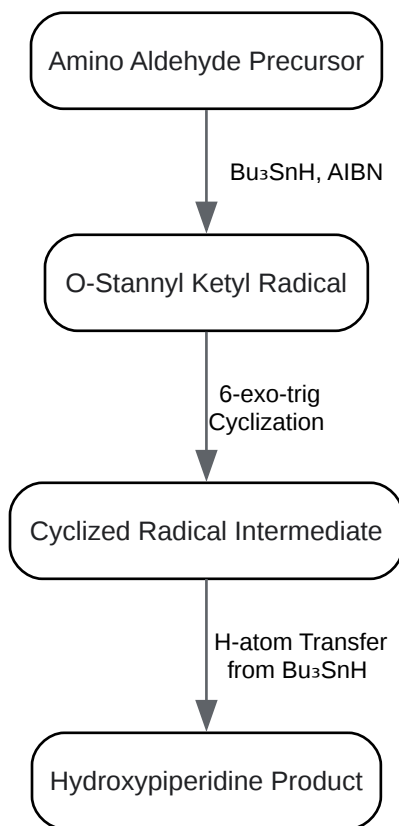 Amino Aldehyde Precursor
Bu₃SnH, AIBN
O-Stannyl Ketyl Radical
6-exo-trig
Cyclization
Cyclized Radical Intermediate
H-atom Transfer
from Bu₃SnH
Hydroxypiperidine Product